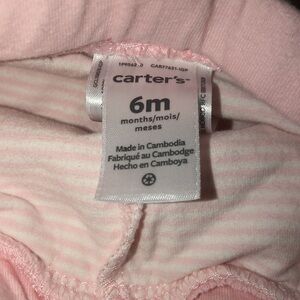 carter's
6m
months/mois/
meses
Made in Cambodia
Fabriqué au Cambodge
Hecho en Camboya